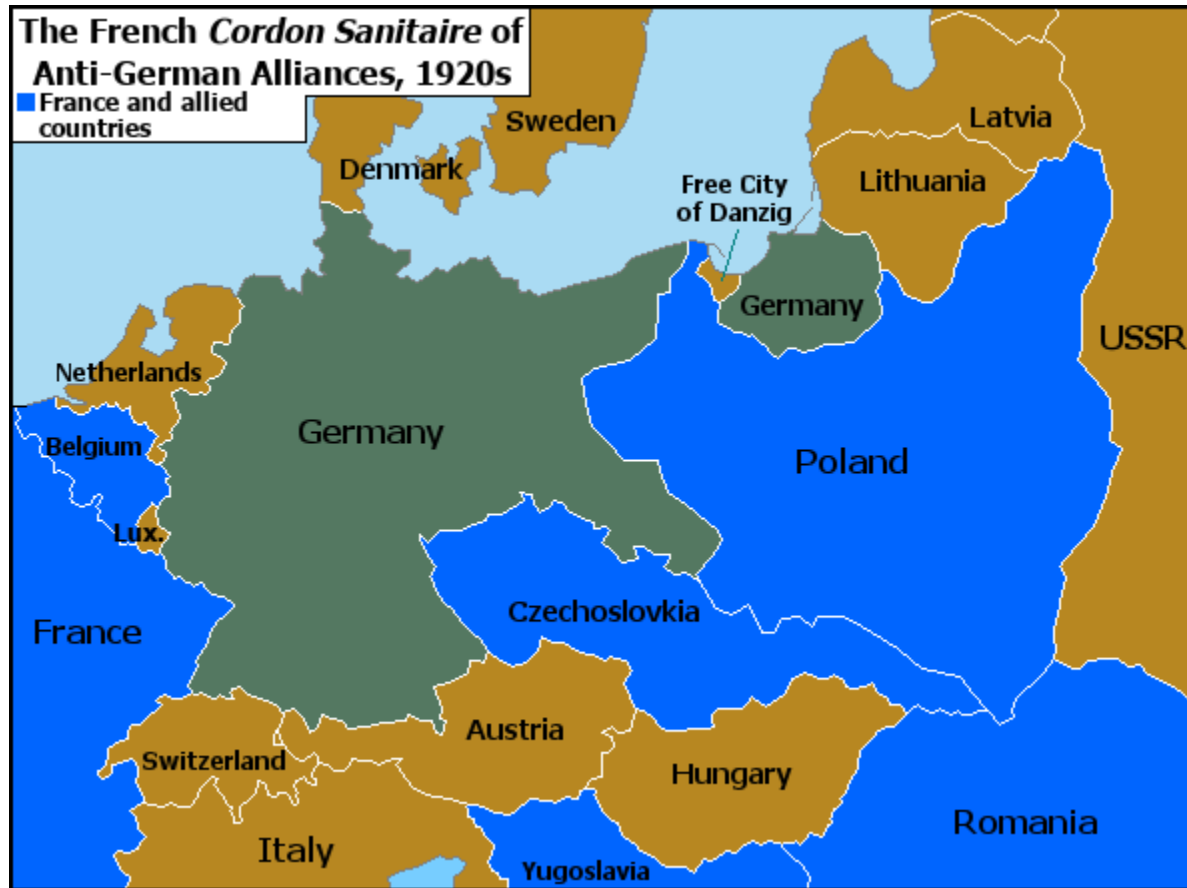 The French Cordon Sanitaire of
Anti-German Alliances, 1920s
France and allied
countries
Sweden
Latvia
Denmark
Lithuania
Free City
of Danzig
Germany
USSR
Netherlands
Germany
Belgium
Poland
Lux.
Czechoslovkia
France
Austria
Switzerland
Hungary
Romania
Italy
Yugoslavia